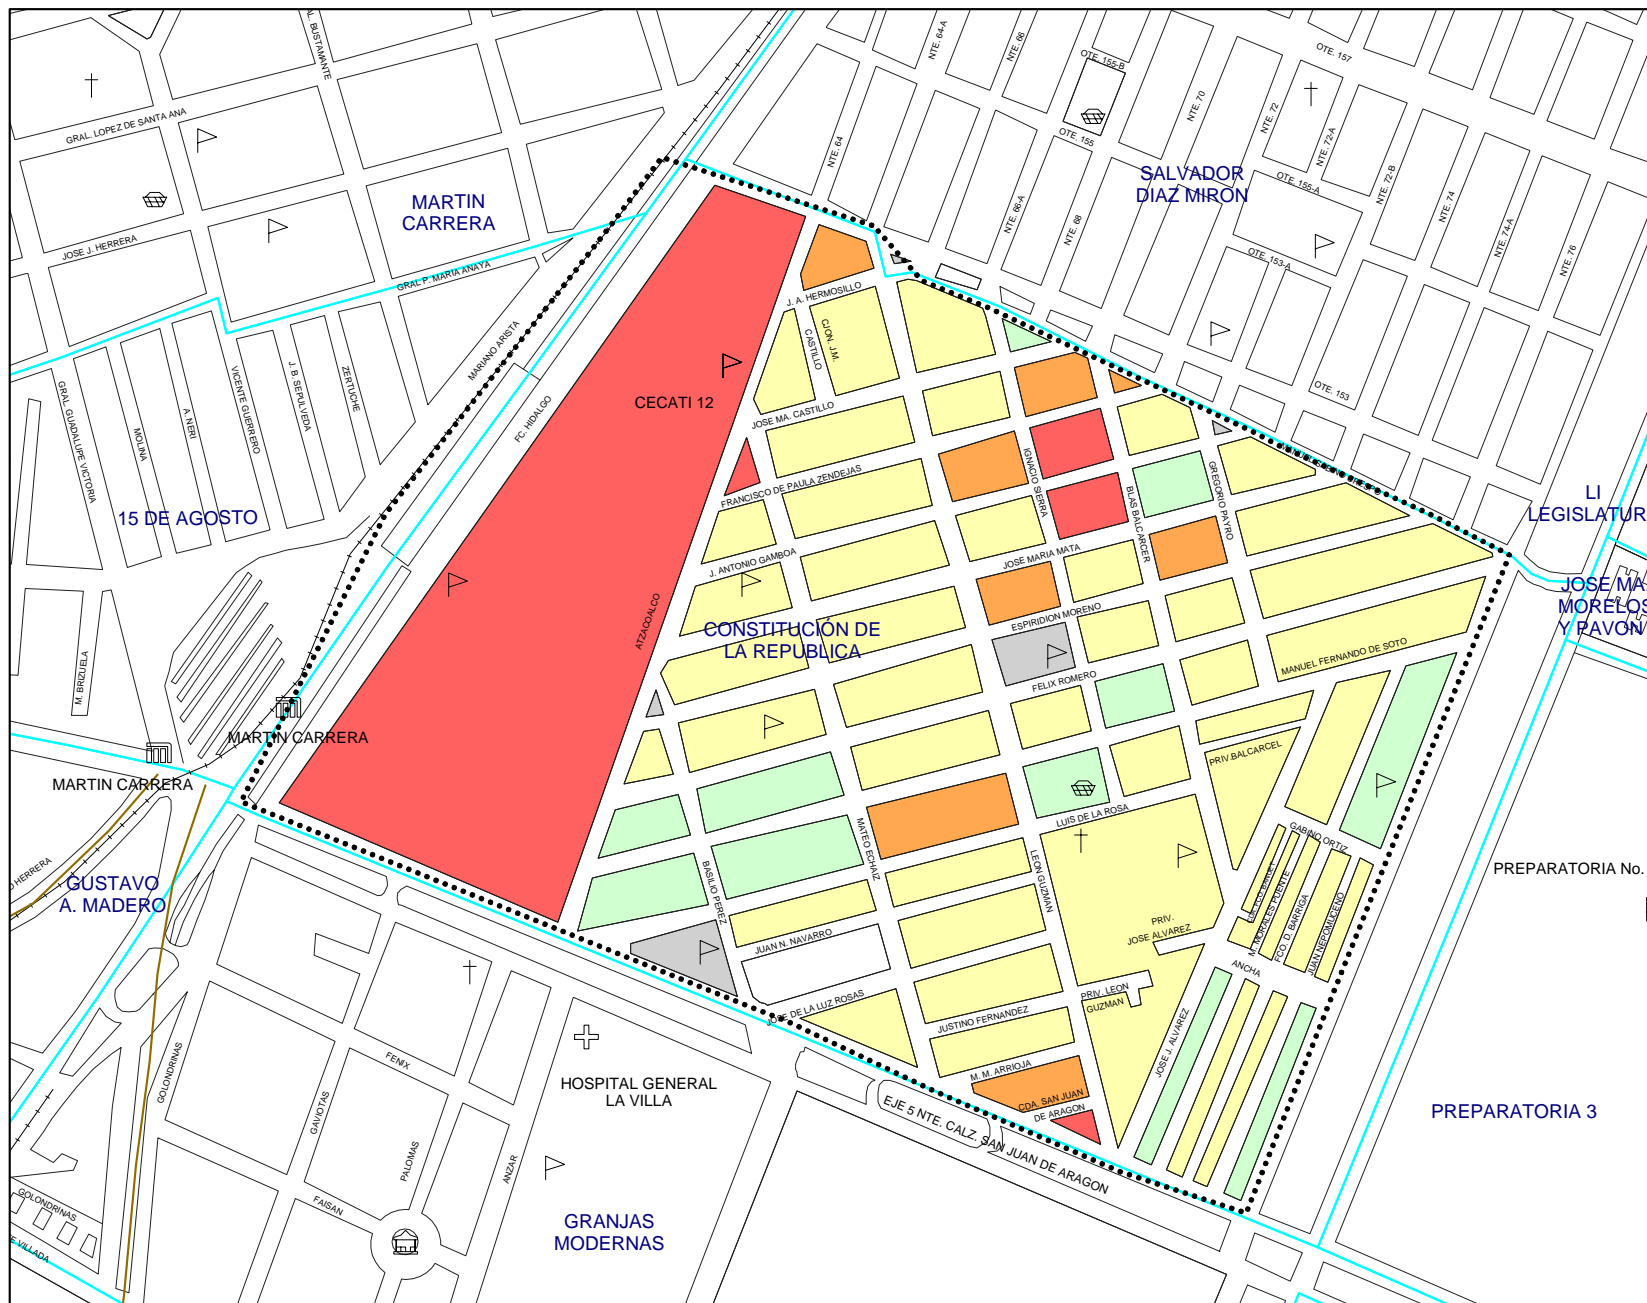 AL. BUSTAMANTE
GRAL. LOPEZ DE SANTA ANA
JOSE J. HERRERA
MARTIN
CARRERA
GRAL P. MARIA ANAYA
MARIANO ARISTA
FC. HIDALGO
GRAL. GUADALUPE VICTORIA
MOLINA
A. NERI
VICENTE GUERRERO
J. B. SEPULVEDA
ZERTUCHE
15 DE AGOSTO
M. BRIZUELA
MARTIN CARRERA
MARTIN CARRERA
O HERRERA
GUSTAVO
A. MADERO
NTE. 64-A
NTE. 66
OTE. 155-B
OTE. 157
NTE. 64
OTE. 155
NTE. 70
NTE. 72
NTE. 72-A
NTE. 72-B
NTE. 74
NTE. 74-A
NTE. 76
NTE. 66-A
NTE. 68
SALVADOR
DIAZ MIRON
OTE. 155-A
OTE. 153-A
OTE. 153
LI
LEGISLATUR
JOSE MA.
MORELOS
Y PAVON
CECATI 12
J. A. HERMOSILLO
CJON. J.M.
CASTILLO
JOSE MA. CASTILLO
FRANCISCO DE PAULA ZENDEJAS
J. ANTONIO GAMBOA
ATZACOALCO
CONSTITUCIÓN DE
LA REPUBLICA
IGNACIO SIERRA
BLAS BALCARCER
GREGORIO PAYRO
JOSE MARIA MATA
ESPIRIDION MORENO
FELIX ROMERO
MANUEL FERNANDO DE SOTO
PRIV.BALCARCEL
LUIS DE LA ROSA
GABINO ORTIZ
MATEO ECHAIZ
BASILIO PEREZ
LEON GUZMAN
M. MORALES PUENTE
FCO. D. BARRIGA
JUAN NEPOMUCENO
PRIV.
JOSE ALVAREZ
ANCHA
JUAN N. NAVARRO
JOSE DE LA LUZ ROSAS
PRIV. LEON
GUZMAN
JUSTINO FERNANDEZ
JOSE J. ALVAREZ
M. M. ARRIOJA
CDA. SAN JUAN
DE ARAGON
EJE 5 NTE. CALZ. SAN JUAN DE ARAGON
PREPARATORIA No.
PREPARATORIA 3
HOSPITAL GENERAL
LA VILLA
GOLONDRINAS
FENIX
GAVIOTAS
PALOMAS
ANZAR
FAISAN
GOLONDRINAS
E VILLADA
GRANJAS
MODERNAS